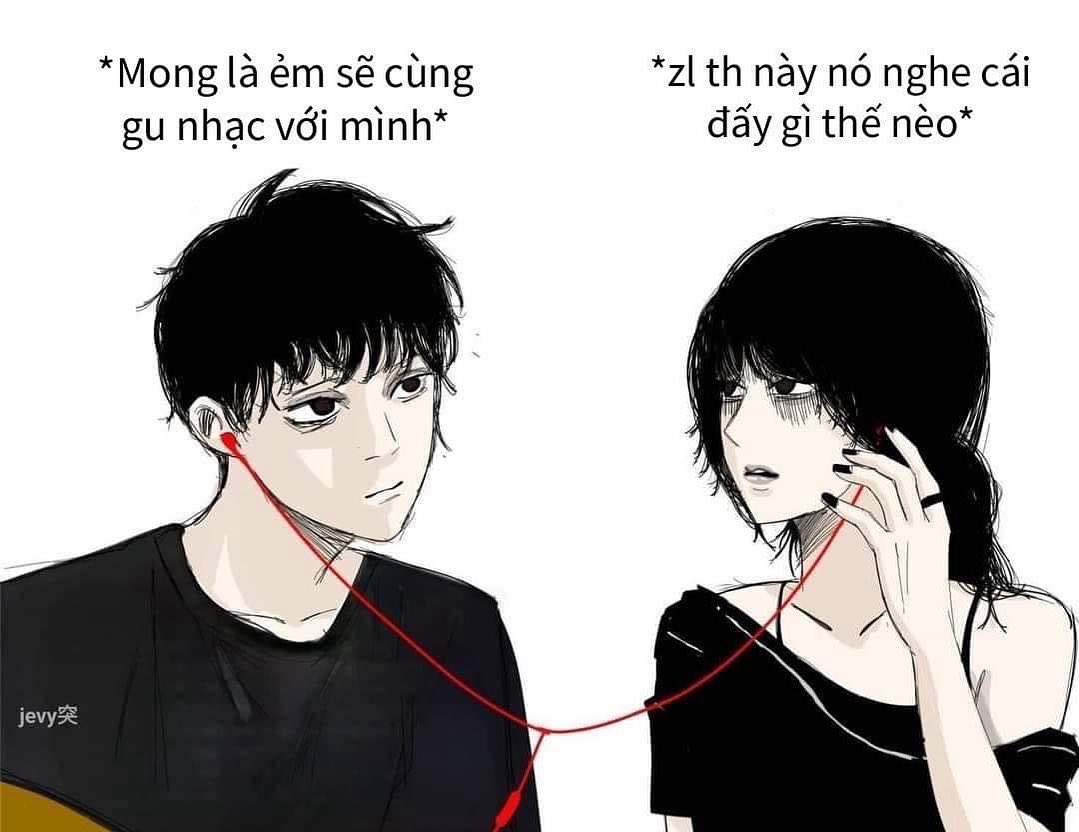 *Mong là ẻm sẽ cùng
gu nhạc với mình*
*zl th này nó nghe cái
đấy gì thế nèo*
jevy突